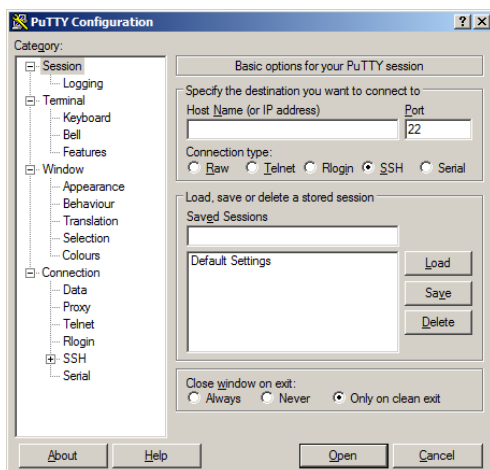 PuTTY Configuration
Category:
Session
Logging
Terminal
Keyboard
Bell
Features
Window
Appearance
Behaviour
Translation
Selection
Colours
Connection
Data
Proxy
Telnet
Rlogin
SSH
Serial
Basic options for your PuTTY session
Specify the destination you want to connect to
Host Name (or IP address) Port
22
Connection type:
Raw Telnet Rlogin SSH Serial
Load, save or delete a stored session
Saved Sessions
Default Settings
Load
Save
Delete
Close window on exit:
Always Never Only on clean exit
About Help Open Cancel